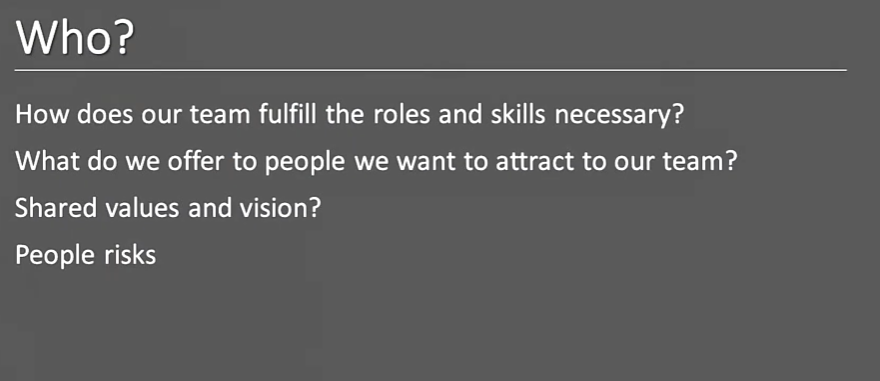 Who?
How does our team fulfill the roles and skills necessary?
What do we offer to people we want to attract to our team?
Shared values and vision?
People risks